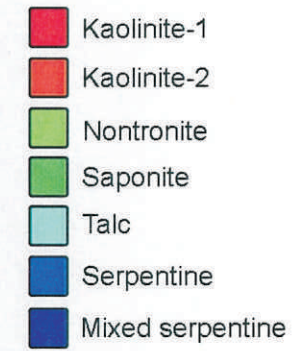 Kaolinite-1
Kaolinite-2
Nontronite
Saponite
Talc
Serpentine
Mixed serpentine